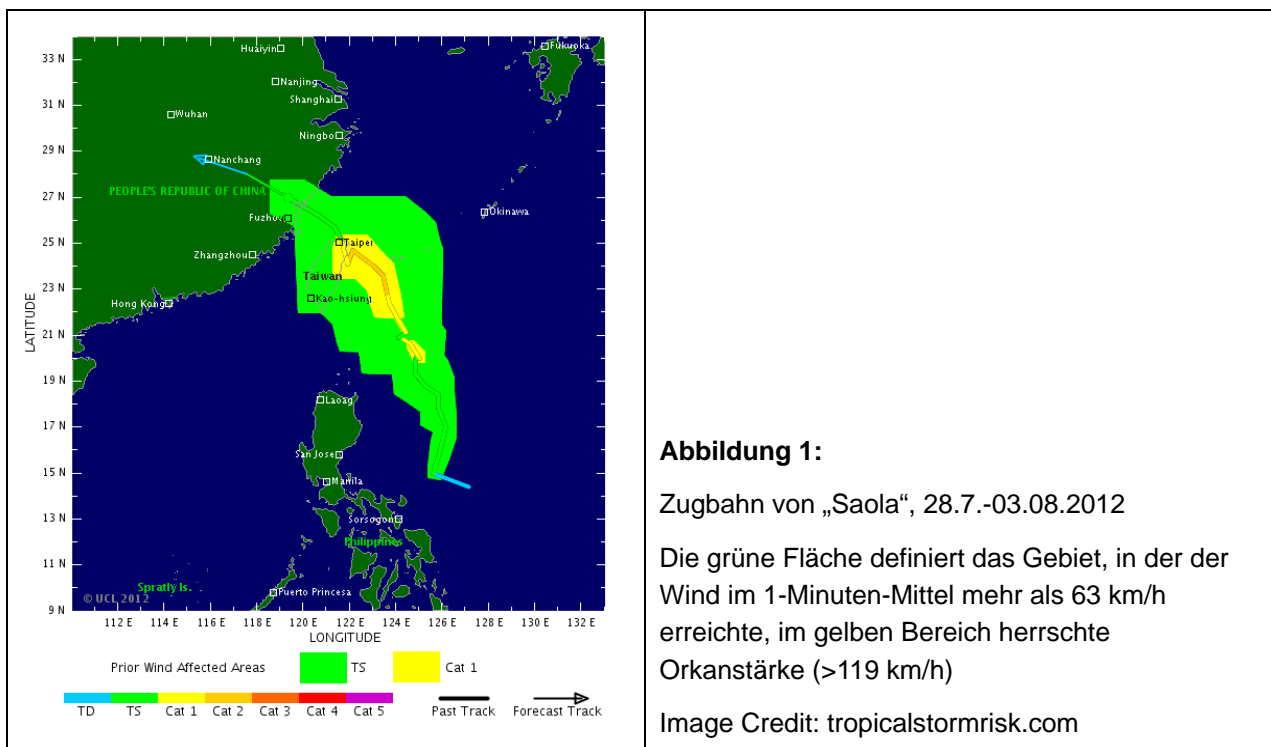 33 N
31 N
29 N
27 N
25 N
23 N
21 N
19 N
17 N
15 N
13 N
11 N
9 N
LATITUDE
Huaiyin
Fukuoka
Nanjing
Shanghai
Wuhan
Ningbo
Nanchang
PEOPLE'S REPUBLIC OF CHINA
Okinawa
Fuzhou
Taipei
Zhangzhou
Taiwan
Kao-hsiung
Hong Kong
Laoag
San Jose
Manila
Sorsogon
Philippines
Spratly Is.
Puerto Princesa
© UCL 2012
112 E 114 E 116 E 118 E 120 E 122 E 124 E 126 E 128 E 130 E 132 E
LONGITUDE
Prior Wind Affected Areas TS Cat 1
TD TS Cat 1 Cat 2 Cat 3 Cat 4 Cat 5 Past Track Forecast Track
Abbildung 1:
Zugbahn von „Saola“, 28.7.-03.08.2012
Die grüne Fläche definiert das Gebiet, in der der
Wind im 1-Minuten-Mittel mehr als 63 km/h
erreichte, im gelben Bereich herrschte
Orkanstärke (>119 km/h)
Image Credit: tropicalstormrisk.com